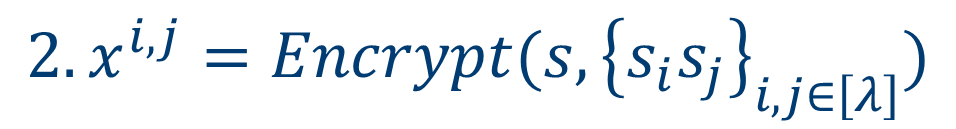 2. x^{i,j} = Encrypt(s, {s_i s_j}_{i,j∈[λ]})